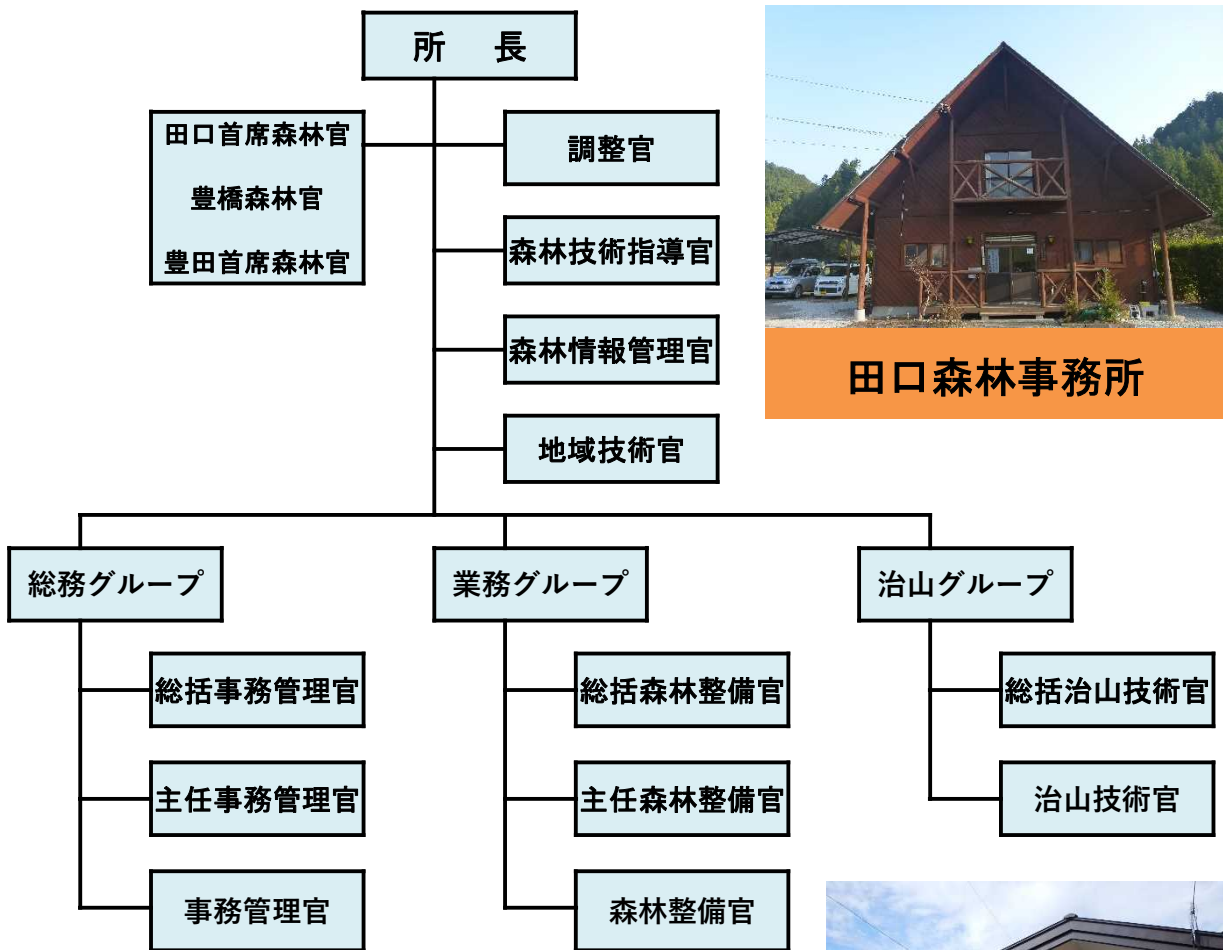 所　長
田口首席森林官
豊橋森林官
豊田首席森林官
調整官
森林技術指導官
森林情報管理官
地域技術官
田口森林事務所
総務グループ
業務グループ
治山グループ
総括事務管理官
総括森林整備官
総括治山技術官
主任事務管理官
主任森林整備官
治山技術官
事務管理官
森林整備官